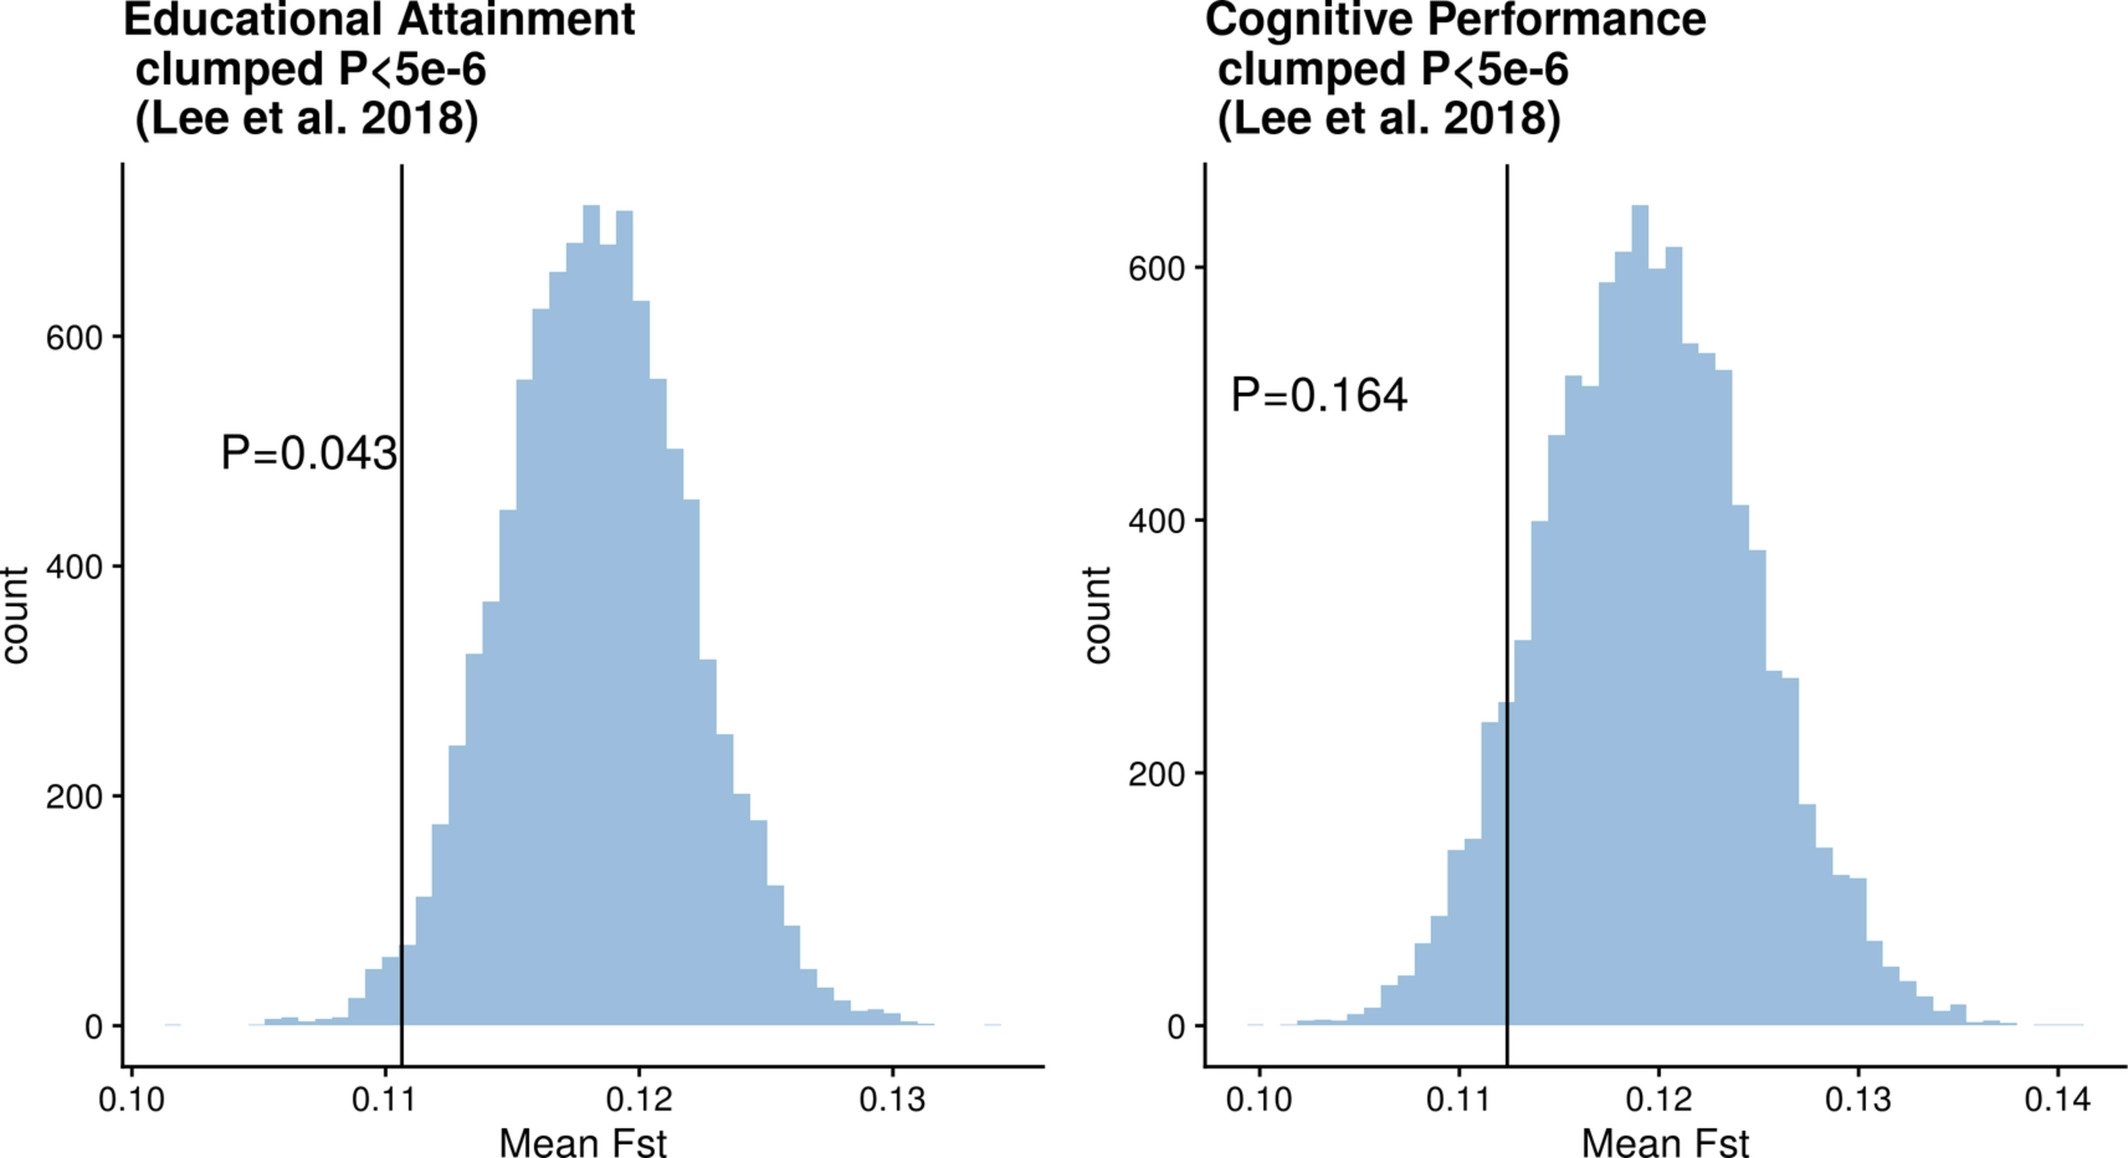 Educational Attainment
clumped P<5e-6
(Lee et al. 2018)
P=0.043
count
600
400
200
0
0.10 0.11 0.12 0.13
Mean Fst
Cognitive Performance
clumped P<5e-6
(Lee et al. 2018)
P=0.164
count
600
400
200
0
0.10 0.11 0.12 0.13 0.14
Mean Fst